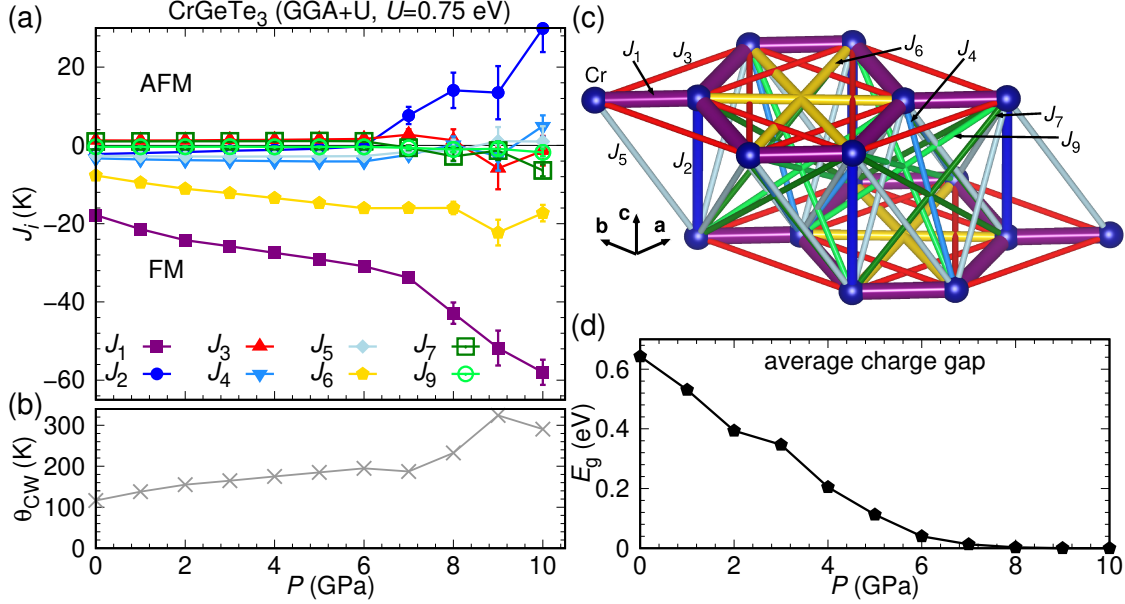 (a)
CrGeTe3 (GGA+U, U=0.75 eV)
(c)
20
0
−20
−40
−60
Ji (K)
AFM
FM
J1
J3
J5
J7
J2
J4
J6
J9
(b)
300
200
100
0
θCW (K)
0
2
4
6
8
10
P (GPa)
J1
J3
J6
J4
Cr
J7
J9
J5
J2
c
b
a
(d)
average charge gap
0.6
0.4
0.2
0
Eg (eV)
0
2
4
6
8
10
P (GPa)